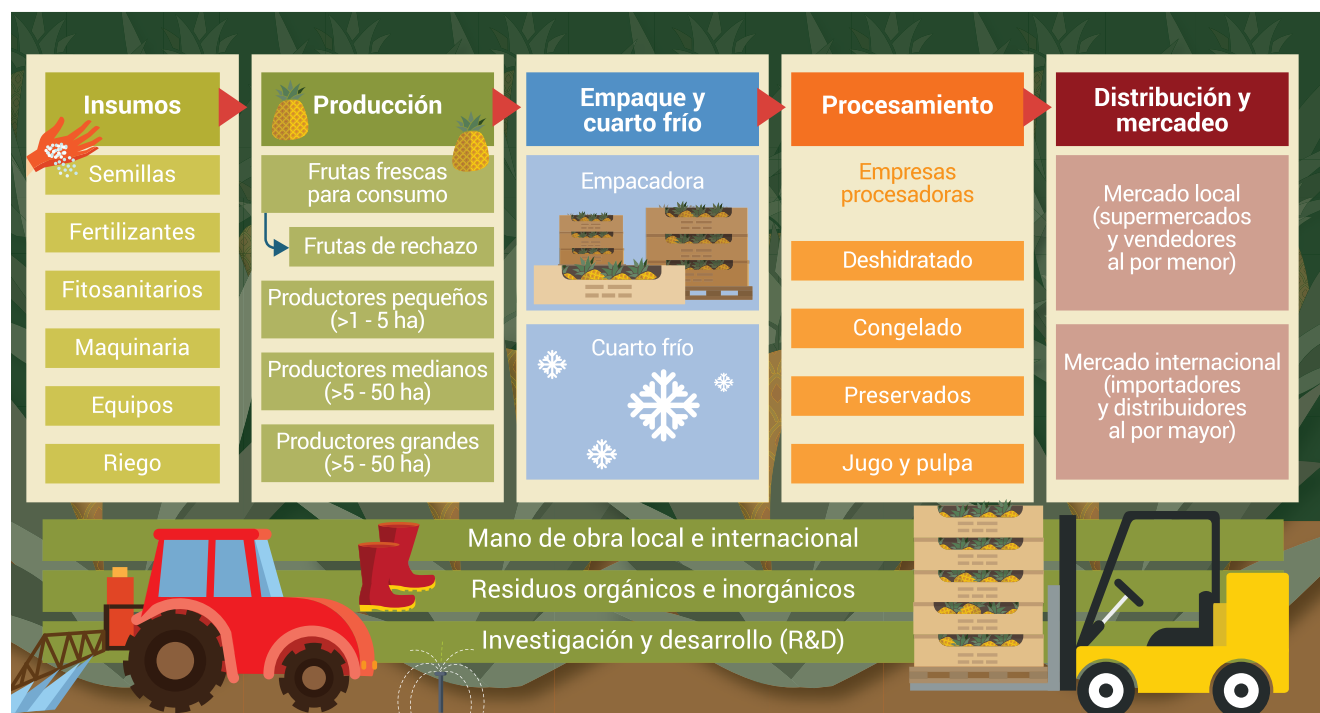 Insumos
Semillas
Fertilizantes
Fitosanitarios
Maquinaria
Equipos
Riego
Producción
Frutas frescas
para consumo
Frutas de rechazo
Productores pequeños
(>1 - 5 ha)
Productores medianos
(>5 - 50 ha)
Productores grandes
(>5 - 50 ha)
Empaque y
cuarto frío
Empacadora
Cuarto frío
Procesamiento
Empresas
procesadoras
Deshidratado
Congelado
Preservados
Jugo y pulpa
Distribución y
mercadeo
Mercado local
(supermercados
y vendedores
al por menor)
Mercado internacional
(importadores
y distribuidores
al por mayor)
Mano de obra local e internacional
Residuos orgánicos e inorgánicos
Investigación y desarrollo (R&D)